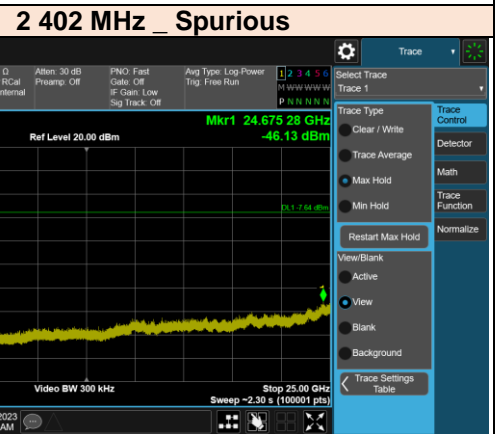 2 402 MHz _ Spurious
Trace
Ω
RCal
nternal
Atten: 30 dB
Preamp: Off
PNO: Fast
Gate: Off
IF Gain: Low
Sig Track: Off
Avg Type: Log-Power
Trig: Free Run
1 2 3 4 5 6
M W W W W W
P N N N N N
Select Trace
Trace 1
Mkr1 24.675 28 GHz
-46.13 dBm
Ref Level 20.00 dBm
DL1 -7.64 dBm
1
Video BW 300 kHz
Stop 25.00 GHz
Sweep ~2.30 s (100001 pts)
Trace Type
Clear / Write
Trace Average
Max Hold
Min Hold
Restart Max Hold
View/Blank
Active
View
Blank
Background
Trace Settings
Table
Trace
Control
Detector
Math
Trace
Function
Normalize
2023
AM